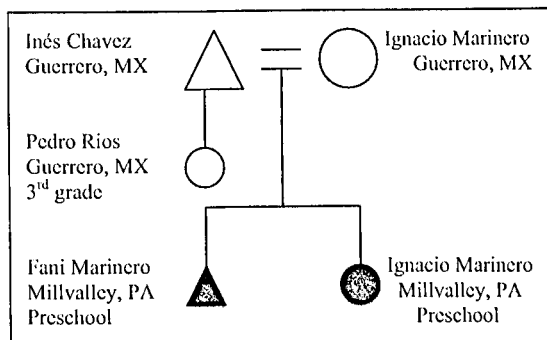 Inés Chavez
Guerrero, MX
Ignacio Marinero
Guerrero, MX
Pedro Rios
Guerrero, MX
3rd grade
Fani Marinero
Millvalley, PA
Preschool
Ignacio Marinero
Millvalley, PA
Preschool